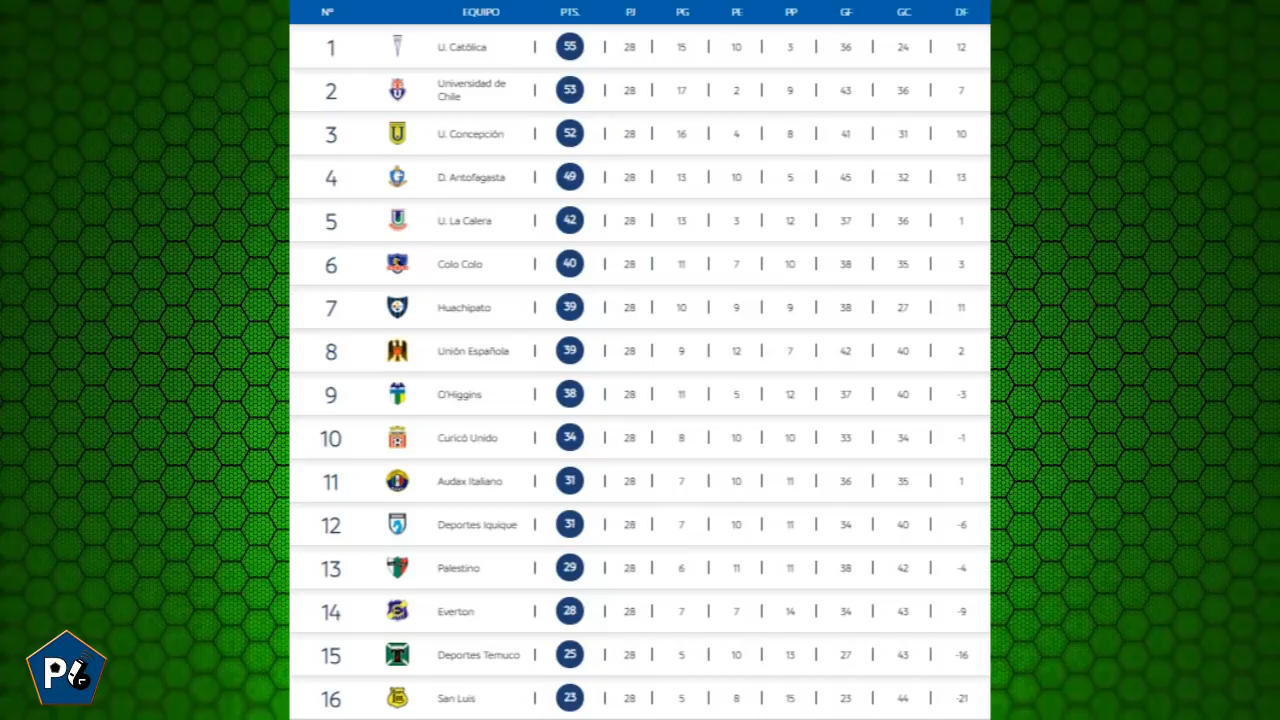 Nº EQUIPO PTS. PJ PG PE PP GF GC DF
1 U. Católica 55 28 15 10 3 36 24 12
2 Universidad de Chile 53 28 17 2 9 43 36 7
3 U. Concepción 52 28 16 4 8 41 31 10
4 D. Antofagasta 49 28 13 10 5 45 32 13
5 U. La Calera 42 28 13 3 12 37 36 1
6 Colo Colo 40 28 11 7 10 38 35 3
7 Huachipato 39 28 10 9 9 38 27 11
8 Unión Española 39 28 9 12 7 42 40 2
9 O'Higgins 38 28 11 5 12 37 40 -3
10 Curicó Unido 34 28 8 10 10 33 34 -1
11 Audax Italiano 31 28 7 10 11 36 35 1
12 Deportes Iquique 31 28 7 10 11 34 40 -6
13 Palestino 29 28 6 11 11 38 42 -4
14 Everton 28 28 7 7 14 34 43 -9
15 Deportes Temuco 25 28 5 10 13 27 43 -16
16 San Luis 23 28 5 8 15 23 44 -21